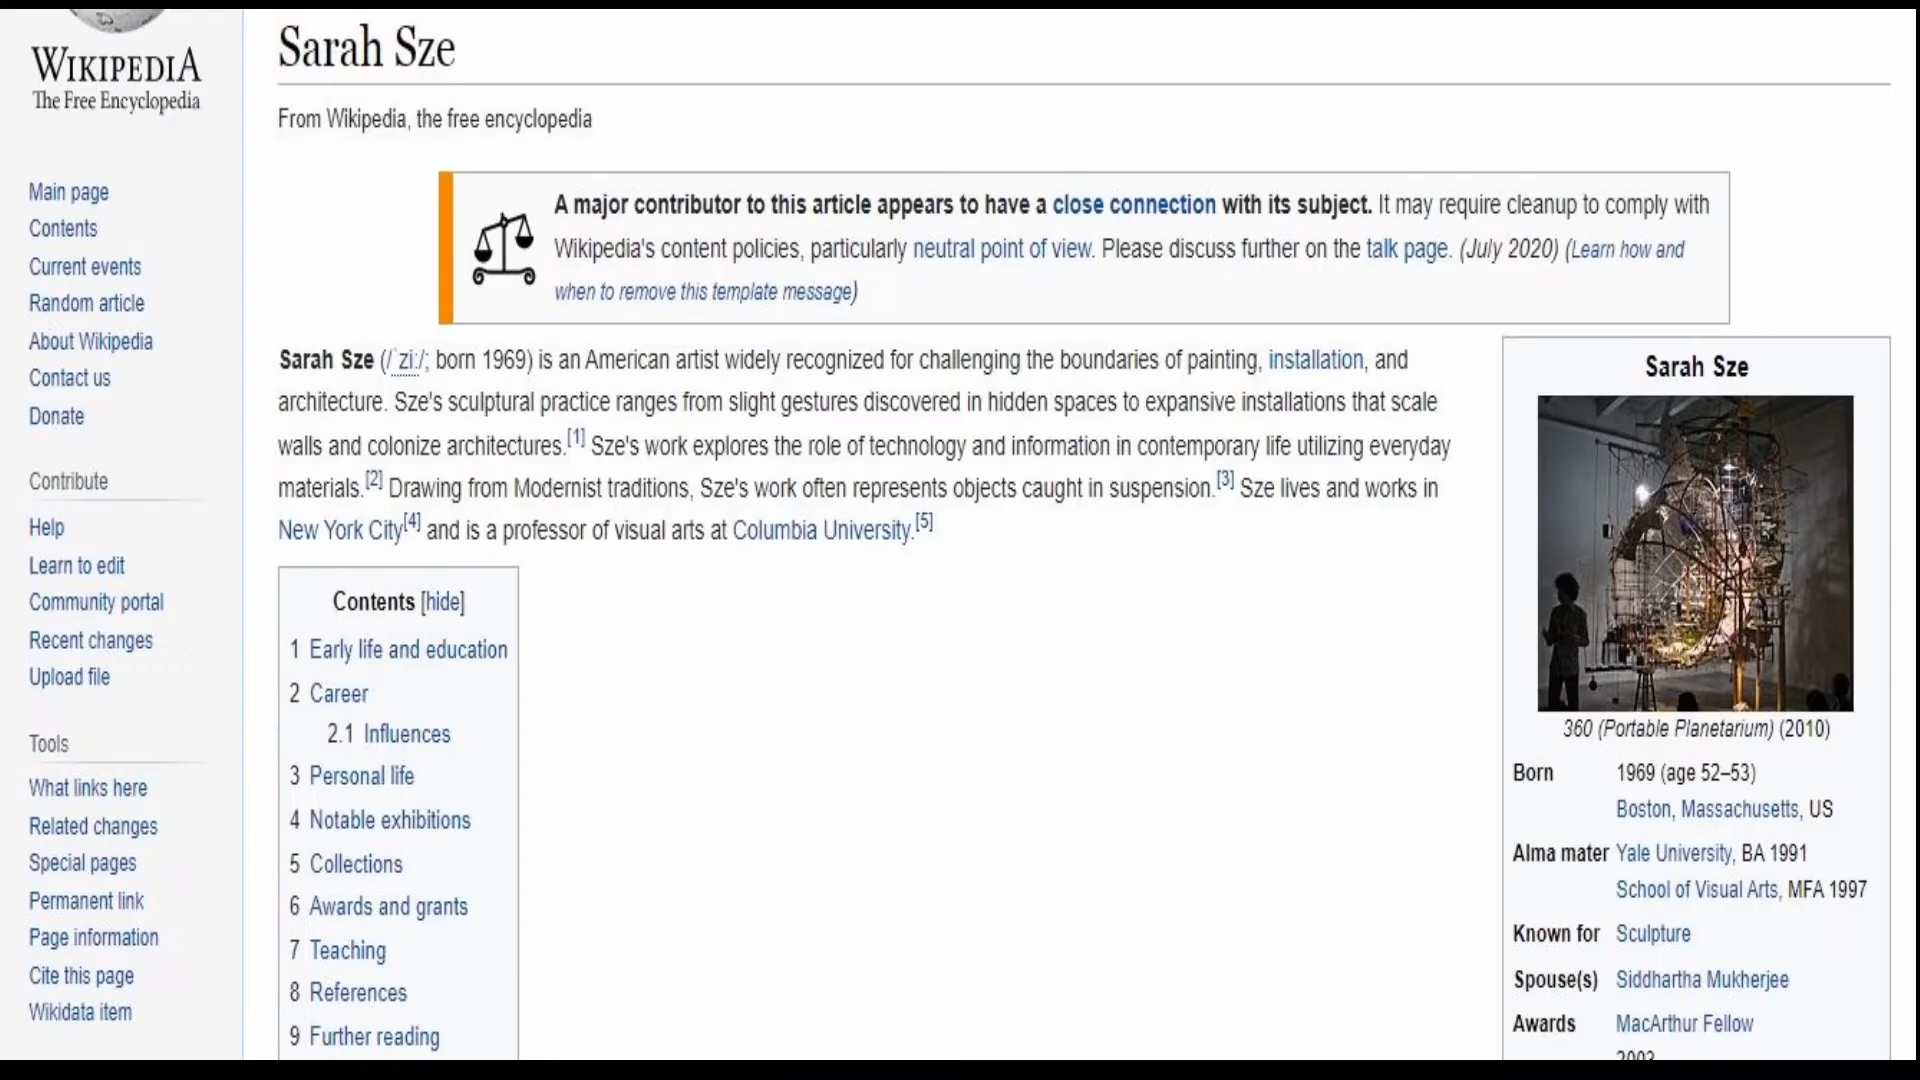 WIKIPEDIA
The Free Encyclopedia
Main page
Contents
Current events
Random article
About Wikipedia
Contact us
Donate
Contribute
Help
Learn to edit
Community portal
Recent changes
Upload file
Tools
What links here
Related changes
Special pages
Permanent link
Page information
Cite this page
Wikidata item
Sarah Sze
From Wikipedia, the free encyclopedia
A major contributor to this article appears to have a close connection with its subject. It may require cleanup to comply with
Wikipedia's content policies, particularly neutral point of view. Please discuss further on the talk page. (July 2020) (Learn how and
when to remove this template message)
Sarah Sze (/ˈziː/; born 1969) is an American artist widely recognized for challenging the boundaries of painting, installation, and
architecture. Sze's sculptural practice ranges from slight gestures discovered in hidden spaces to expansive installations that scale
walls and colonize architectures.[1] Sze's work explores the role of technology and information in contemporary life utilizing everyday
materials.[2] Drawing from Modernist traditions, Sze's work often represents objects caught in suspension.[3] Sze lives and works in
New York City[4] and is a professor of visual arts at Columbia University.[5]
Contents [hide]
1 Early life and education
2 Career
2.1 Influences
3 Personal life
4 Notable exhibitions
5 Collections
6 Awards and grants
7 Teaching
8 References
9 Further reading
Sarah Sze
360 (Portable Planetarium) (2010)
Born 1969 (age 52–53)
Boston, Massachusetts, US
Alma mater Yale University, BA 1991
School of Visual Arts, MFA 1997
Known for Sculpture
Spouse(s) Siddhartha Mukherjee
Awards MacArthur Fellow
2003